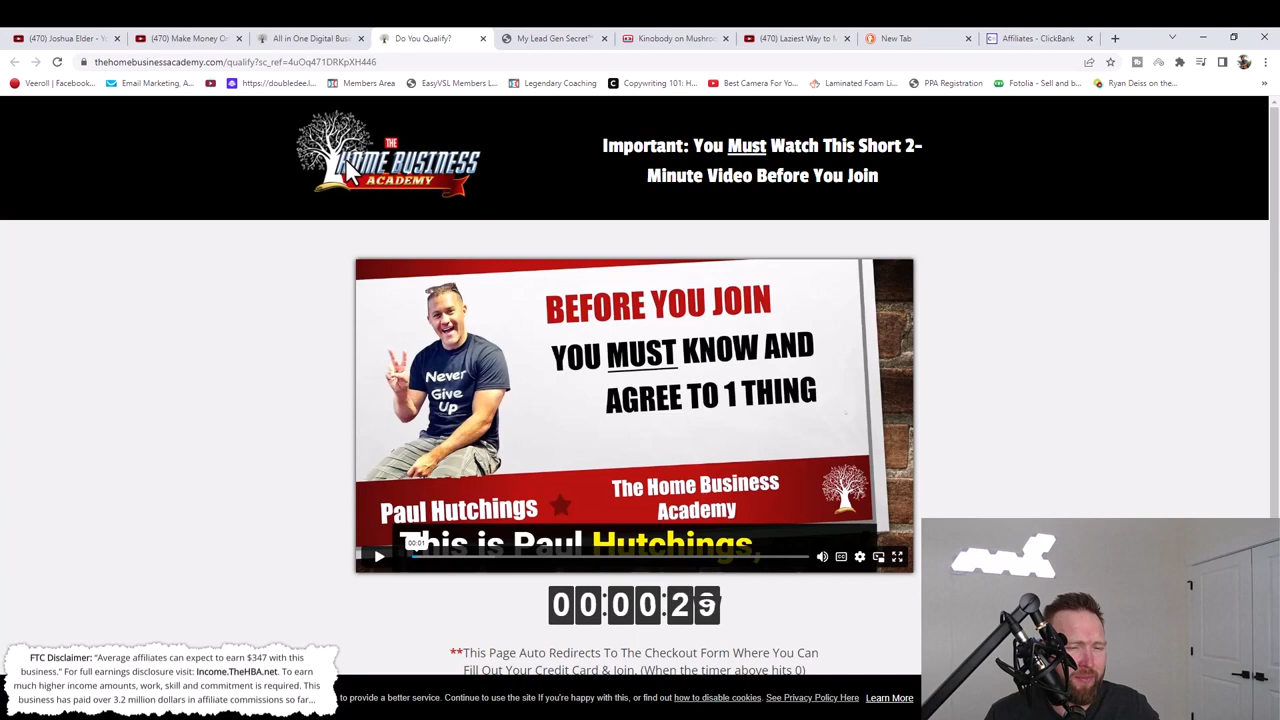 (470) Joshua Elder - Yo
(470) Make Money On
All in One Digital Busi
Do You Qualify?
My Lead Gen Secret™
Kinobody on Mushroo
(470) Laziest Way to M
New Tab
Affiliates - ClickBank
thehomebusinessacademy.com/qualify?sc_ref=4uOq471DRKpXH446
Veeroll | Facebook...
Email Marketing, A...
https://doubledee.l...
Members Area
EasyVSL Members L...
Legendary Coaching
Copywriting 101: H...
Best Camera For Yo...
Laminated Foam Li...
PPA Registration
Fotolia - Sell and b...
Ryan Deiss on the...
THE
HOME BUSINESS
ACADEMY
Important: You Must Watch This Short 2-
Minute Video Before You Join
BEFORE YOU JOIN
YOU MUST KNOW AND
AGREE TO 1 THING
Never
Give
Up
Paul Hutchings
The Home Business
Academy
This is Paul Hutchings,
00:01
CC
00:00:29
**This Page Auto Redirects To The Checkout Form Where You Can
Fill Out Your Credit Card & Join. (When the timer above hits 0)
FTC Disclaimer: "Average affiliates can expect to earn $347 with this
business." For full earnings disclosure visit: Income.TheHBA.net. To earn
much higher income amounts, work, skill and commitment is required. This
business has paid over 3.2 million dollars in affiliate commissions so far...
to provide a better service. Continue to use the site If you're happy with this, or find out how to disable cookies. See Privacy Policy Here
Learn More